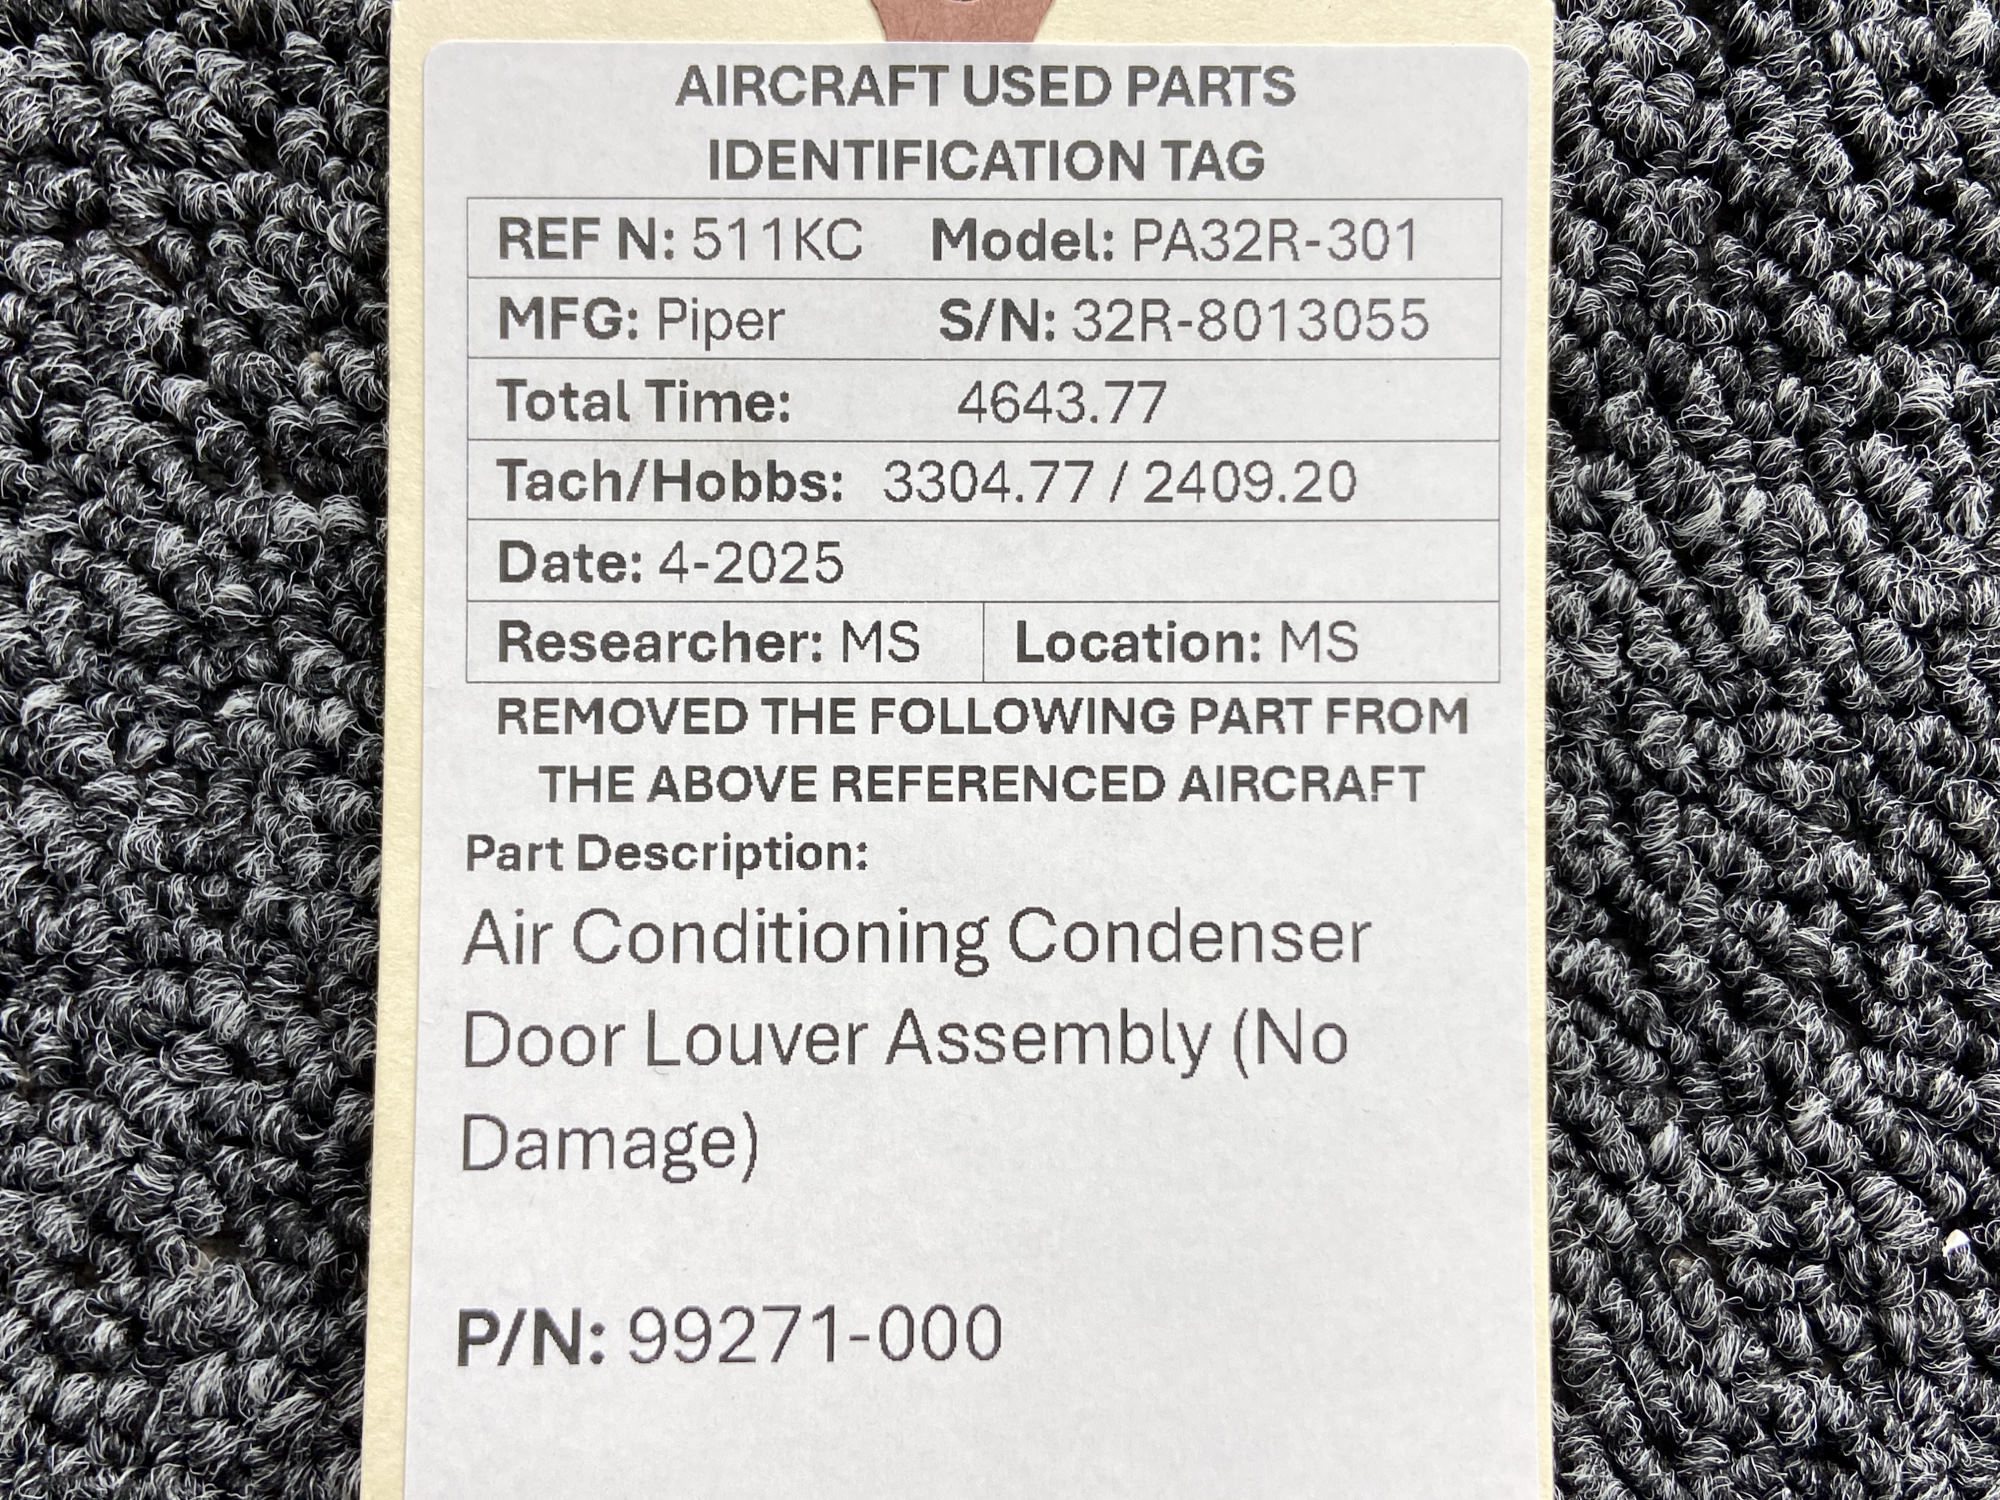 AIRCRAFT USED PARTS
IDENTIFICATION TAG
REF N: 511KC Model: PA32R-301
MFG: Piper S/N: 32R-8013055
Total Time: 4643.77
Tach/Hobbs: 3304.77 / 2409.20
Date: 4-2025
Researcher: MS Location: MS
REMOVED THE FOLLOWING PART FROM
THE ABOVE REFERENCED AIRCRAFT
Part Description:
Air Conditioning Condenser
Door Louver Assembly (No
Damage)
P/N: 99271-000